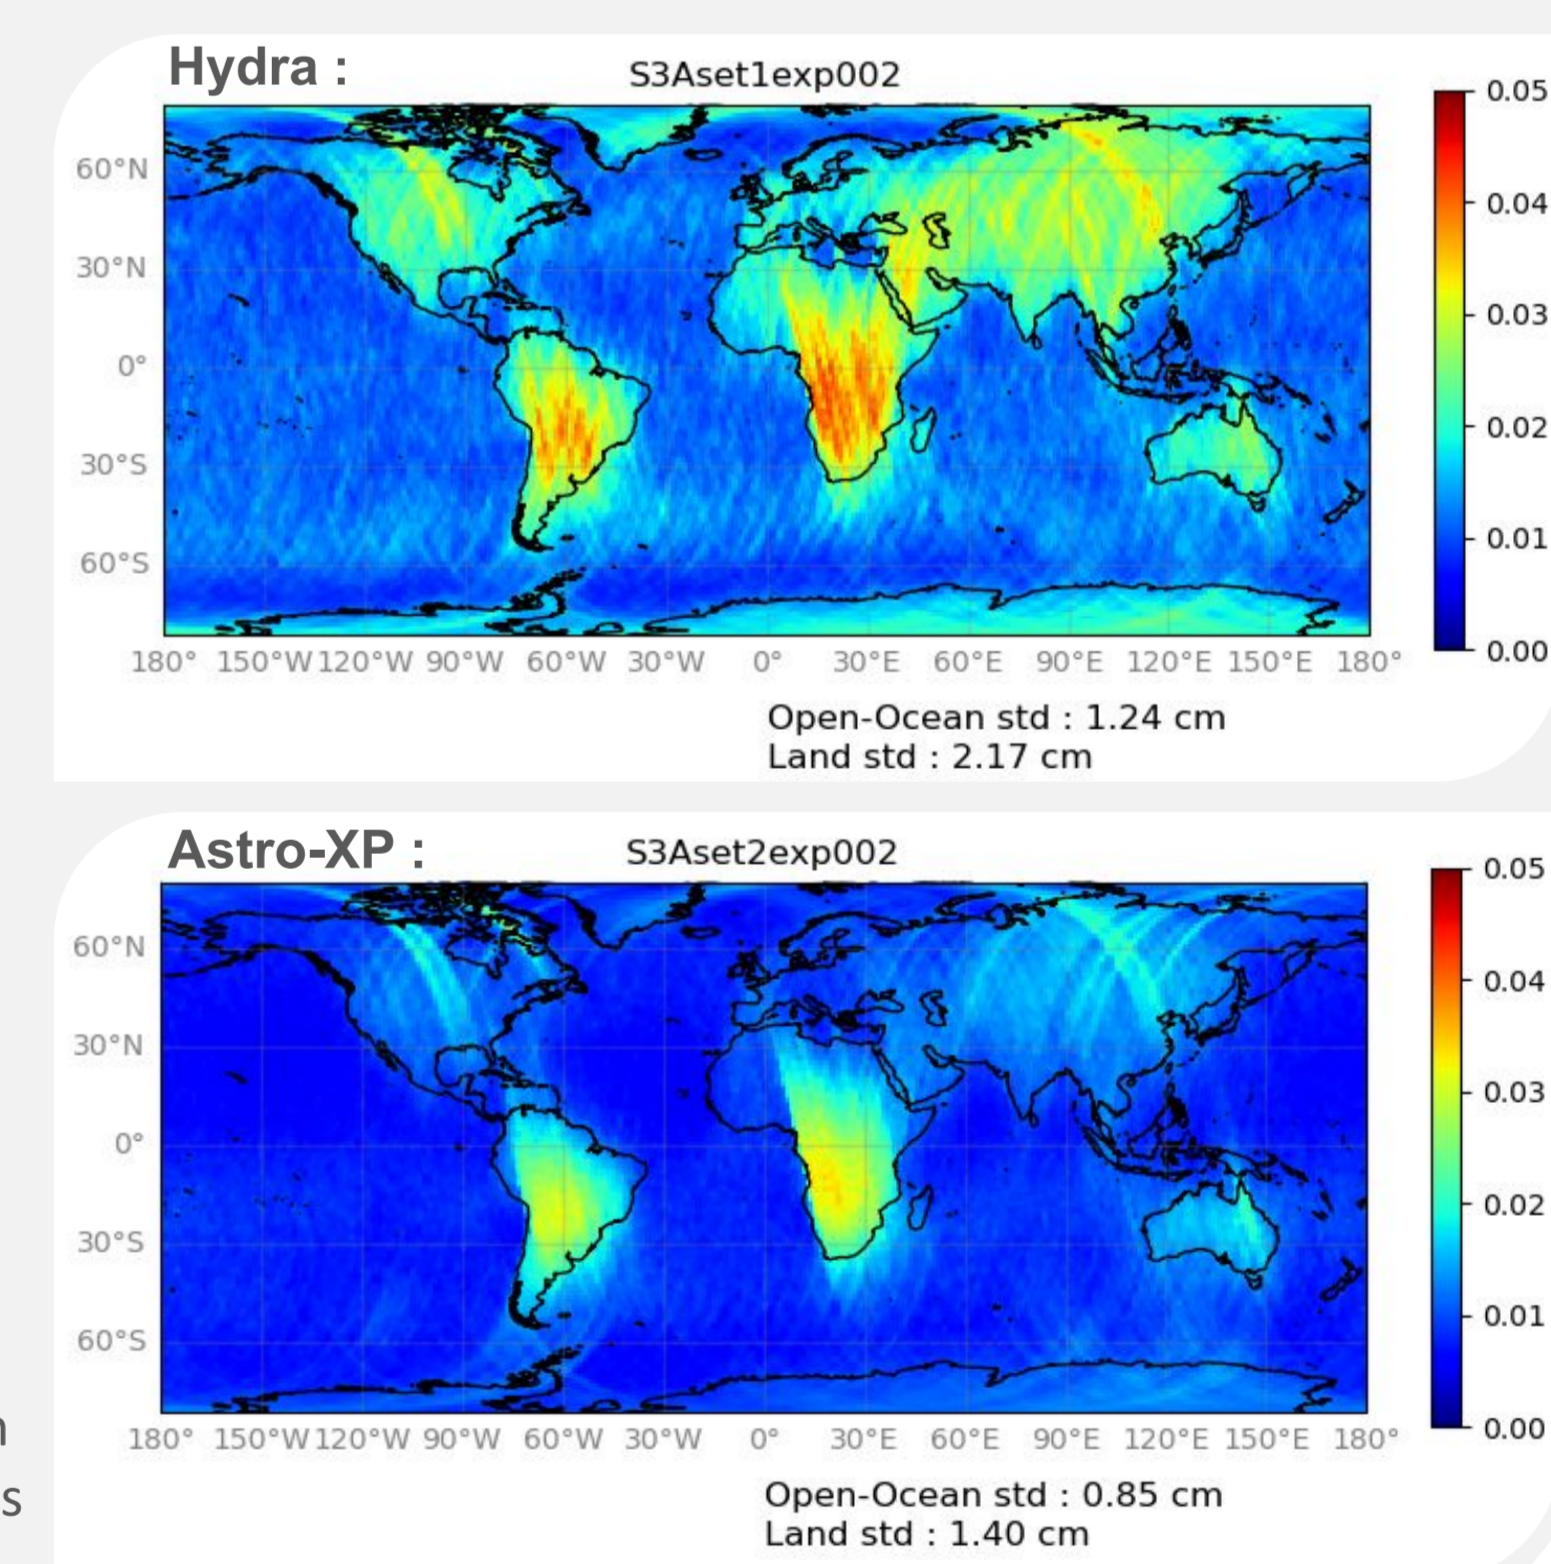 Hydra :
S3Aset1exp002
0.05
0.04
0.03
0.02
0.01
0.00
60°N
30°N
0°
30°S
60°S
180° 150°W 120°W 90°W 60°W 30°W 0° 30°E 60°E 90°E 120°E 150°E 180°
Open-Ocean std : 1.24 cm
Land std : 2.17 cm
Astro-XP :
S3Aset2exp002
0.05
0.04
0.03
0.02
0.01
0.00
60°N
30°N
0°
30°S
60°S
180° 150°W 120°W 90°W 60°W 30°W 0° 30°E 60°E 90°E 120°E 150°E 180°
Open-Ocean std : 0.85 cm
Land std : 1.40 cm
s